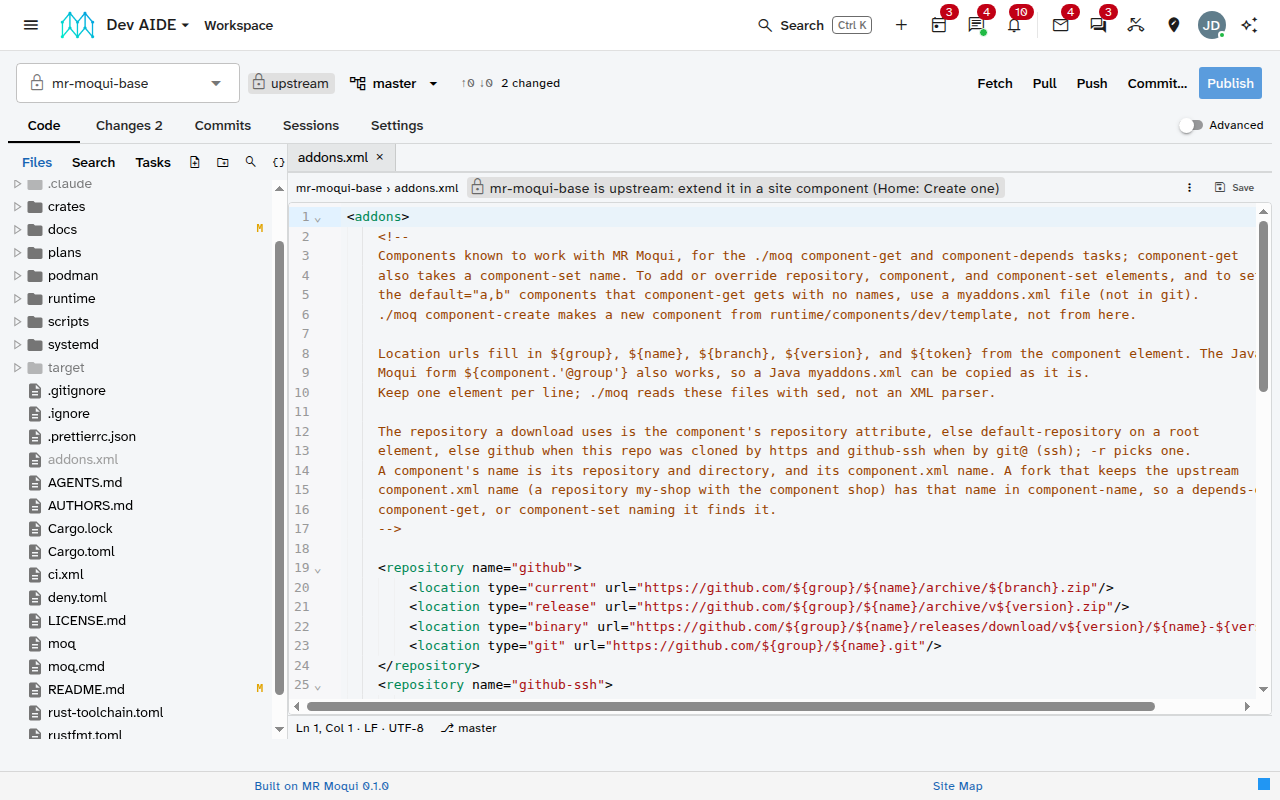 Dev AIDE
Workspace
Search
Ctrl K
3
4
10
4
3
JD
mr-moqui-base
upstream
master
↑0 ↓0
2 changed
Fetch
Pull
Push
Commit...
Publish
Code
Changes 2
Commits
Sessions
Settings
Advanced
Files
Search
Tasks
.claude
crates
docs M
plans
podman
runtime
scripts
systemd
target
.gitignore
.ignore
.prettierrc.json
addons.xml
AGENTS.md
AUTHORS.md
Cargo.lock
Cargo.toml
ci.xml
deny.toml
LICENSE.md
moq
moq.cmd
README.md M
rust-toolchain.toml
rustfmt.toml
addons.xml ×
mr-moqui-base › addons.xml
mr-moqui-base is upstream: extend it in a site component (Home: Create one)
Save
1 <addons>
2 <!--
3 Components known to work with MR Moqui, for the ./moq component-get and component-depends tasks; component-get
4 also takes a component-set name. To add or override repository, component, and component-set elements, and to set
5 the default="a,b" components that component-get gets with no names, use a myaddons.xml file (not in git).
6 ./moq component-create makes a new component from runtime/components/dev/template, not from here.
7
8 Location urls fill in ${group}, ${name}, ${branch}, ${version}, and ${token} from the component element. The Java
9 Moqui form ${component.'@group'} also works, so a Java myaddons.xml can be copied as it is.
10 Keep one element per line; ./moq reads these files with sed, not an XML parser.
11
12 The repository a download uses is the component's repository attribute, else default-repository on a root
13 element, else github when this repo was cloned by https and github-ssh when by git@ (ssh); -r picks one.
14 A component's name is its repository and directory, and its component.xml name. A fork that keeps the upstream
15 component.xml name (a repository my-shop with the component shop) has that name in component-name, so a depends-
16 component-get, or component-set naming it finds it.
17 -->
18
19 <repository name="github">
20 <location type="current" url="https://github.com/${group}/${name}/archive/${branch}.zip"/>
21 <location type="release" url="https://github.com/${group}/${name}/archive/v${version}.zip"/>
22 <location type="binary" url="https://github.com/${group}/${name}/releases/download/v${version}/${name}-${ver
23 <location type="git" url="https://github.com/${group}/${name}.git"/>
24 </repository>
25 <repository name="github-ssh">
Ln 1, Col 1 · LF · UTF-8
master
Built on MR Moqui 0.1.0
Site Map